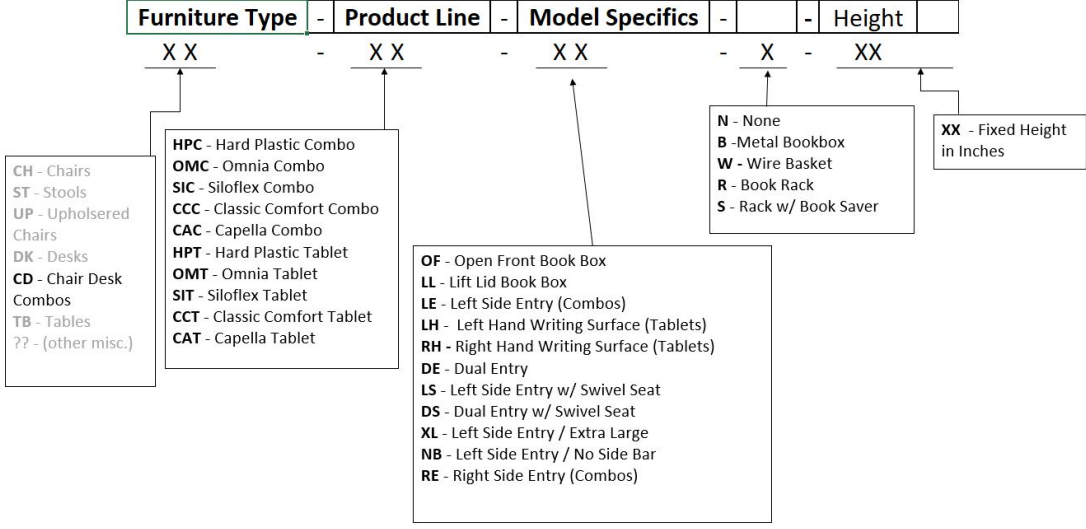 Furniture Type - Product Line - Model Specifics - - Height
X X - X X - X X - X - XX
CH - Chairs
ST - Stools
UP - Uphholsered
Chairs
DK - Desks
CD - Chair Desk
Combos
TB - Tables
?? - (other misc.)
HPC - Hard Plastic Combo
OMC - Omnia Combo
SIC - Siloflex Combo
CCC - Classic Comfort Combo
CAC - Capella Combo
HPT - Hard Plastic Tablet
OMT - Omnia Tablet
SIT - Siloflex Tablet
CCT - Classic Comfort Tablet
CAT - Capella Tablet
OF - Open Front Book Box
LL - Lift Lid Book Box
LE - Left Side Entry (Combos)
LH - Left Hand Writing Surface (Tablets)
RH - Right Hand Writing Surface (Tablets)
DE - Dual Entry
LS - Left Side Entry w/ Swivel Seat
DS - Dual Entry w/ Swivel Seat
XL - Left Side Entry / Extra Large
NB - Left Side Entry / No Side Bar
RE - Right Side Entry (Combos)
N - None
B -Metal Bookbox
W - Wire Basket
R - Book Rack
S - Rack w/ Book Saver
XX - Fixed Height
in Inches